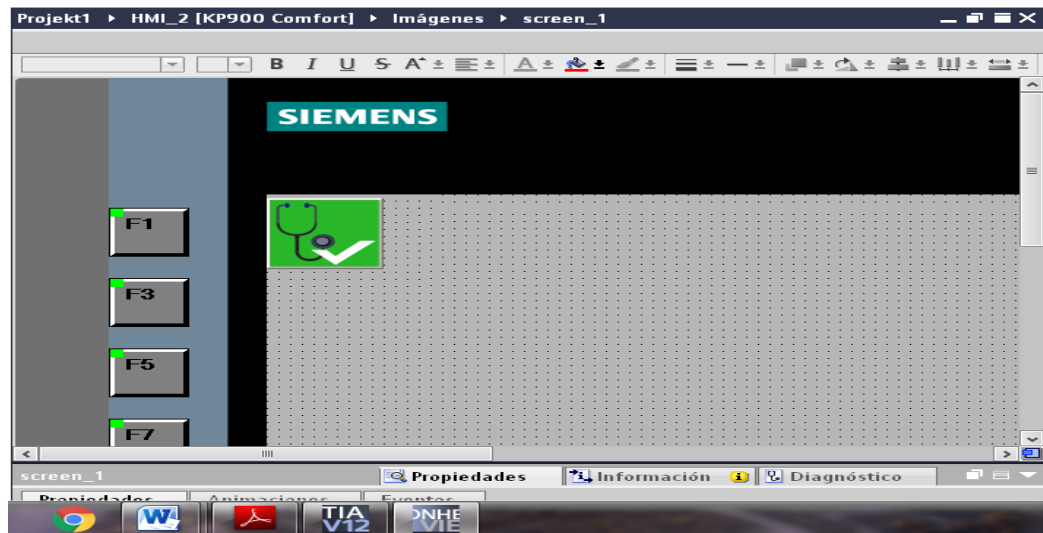 Projekt1 ▸ HMI_2 [KP900 Comfort] ▸ Imágenes ▸ screen_1
B I U S A A
SIEMENS
F1
F3
F5
F7
screen_1 Propiedades Información Diagnóstico
Propiedades Animaciones Eventos
W TIA V12